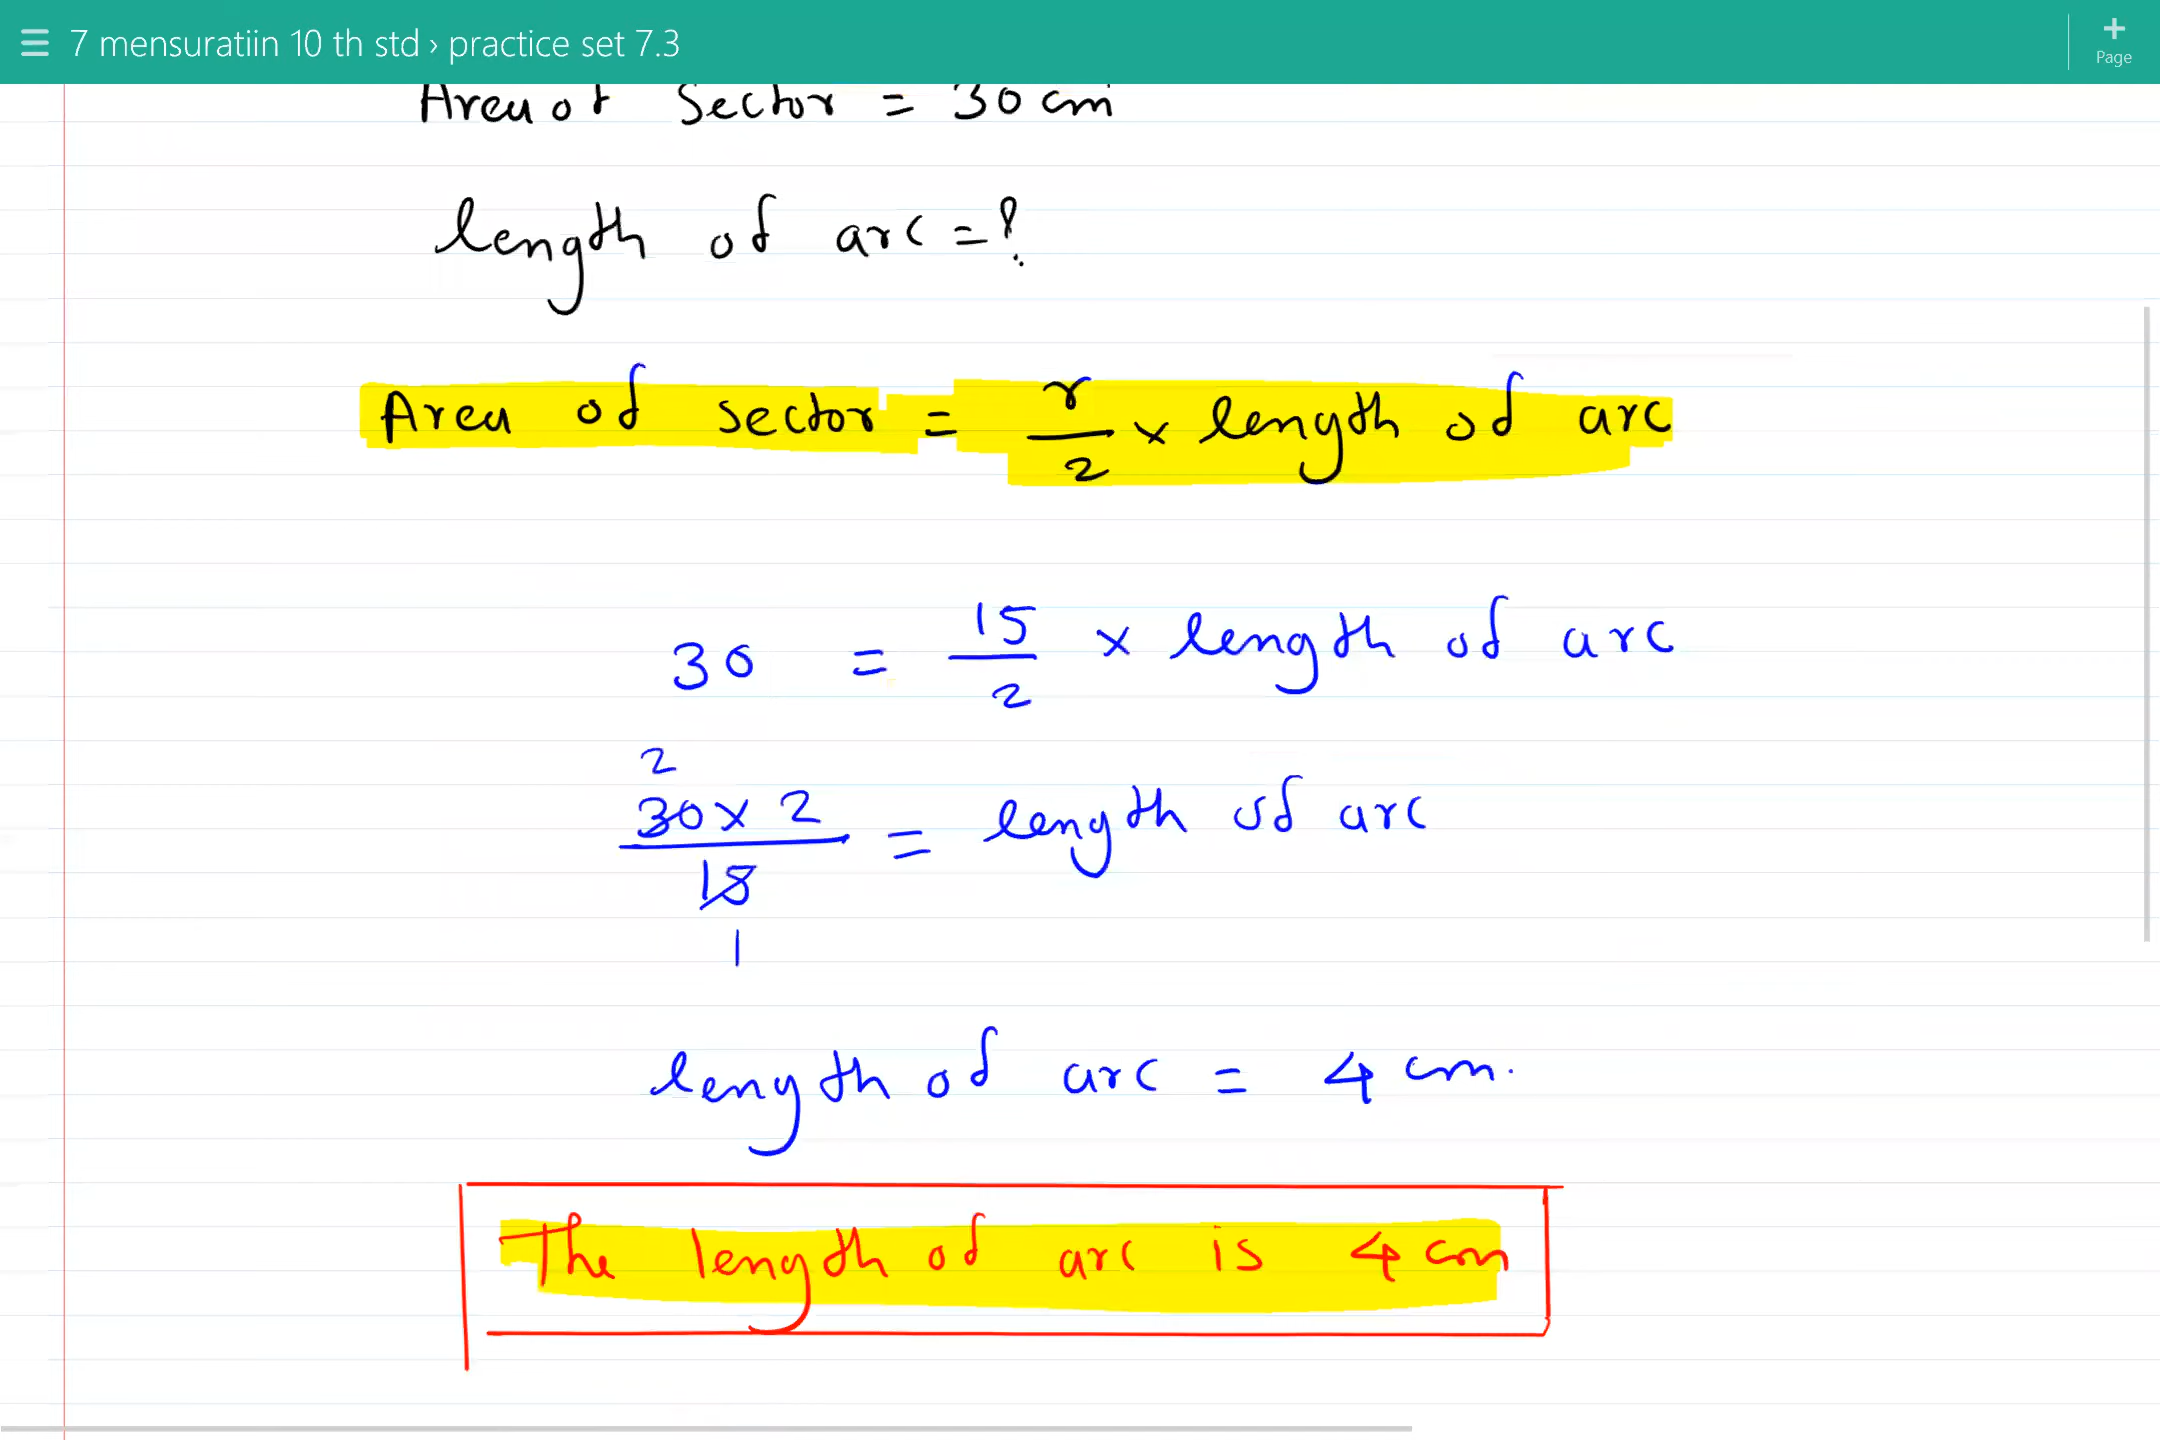 7 mensuratiin 10 th std › practice set 7.3
+
Page
Area of Sector = 30 cm
length of arc = ?
Area of sector = r/2 × length of arc
30 = 15/2 × length of arc
2
30 × 2 / 15 = length of arc
1
length of arc = 4 cm.
The length of arc is 4 cm